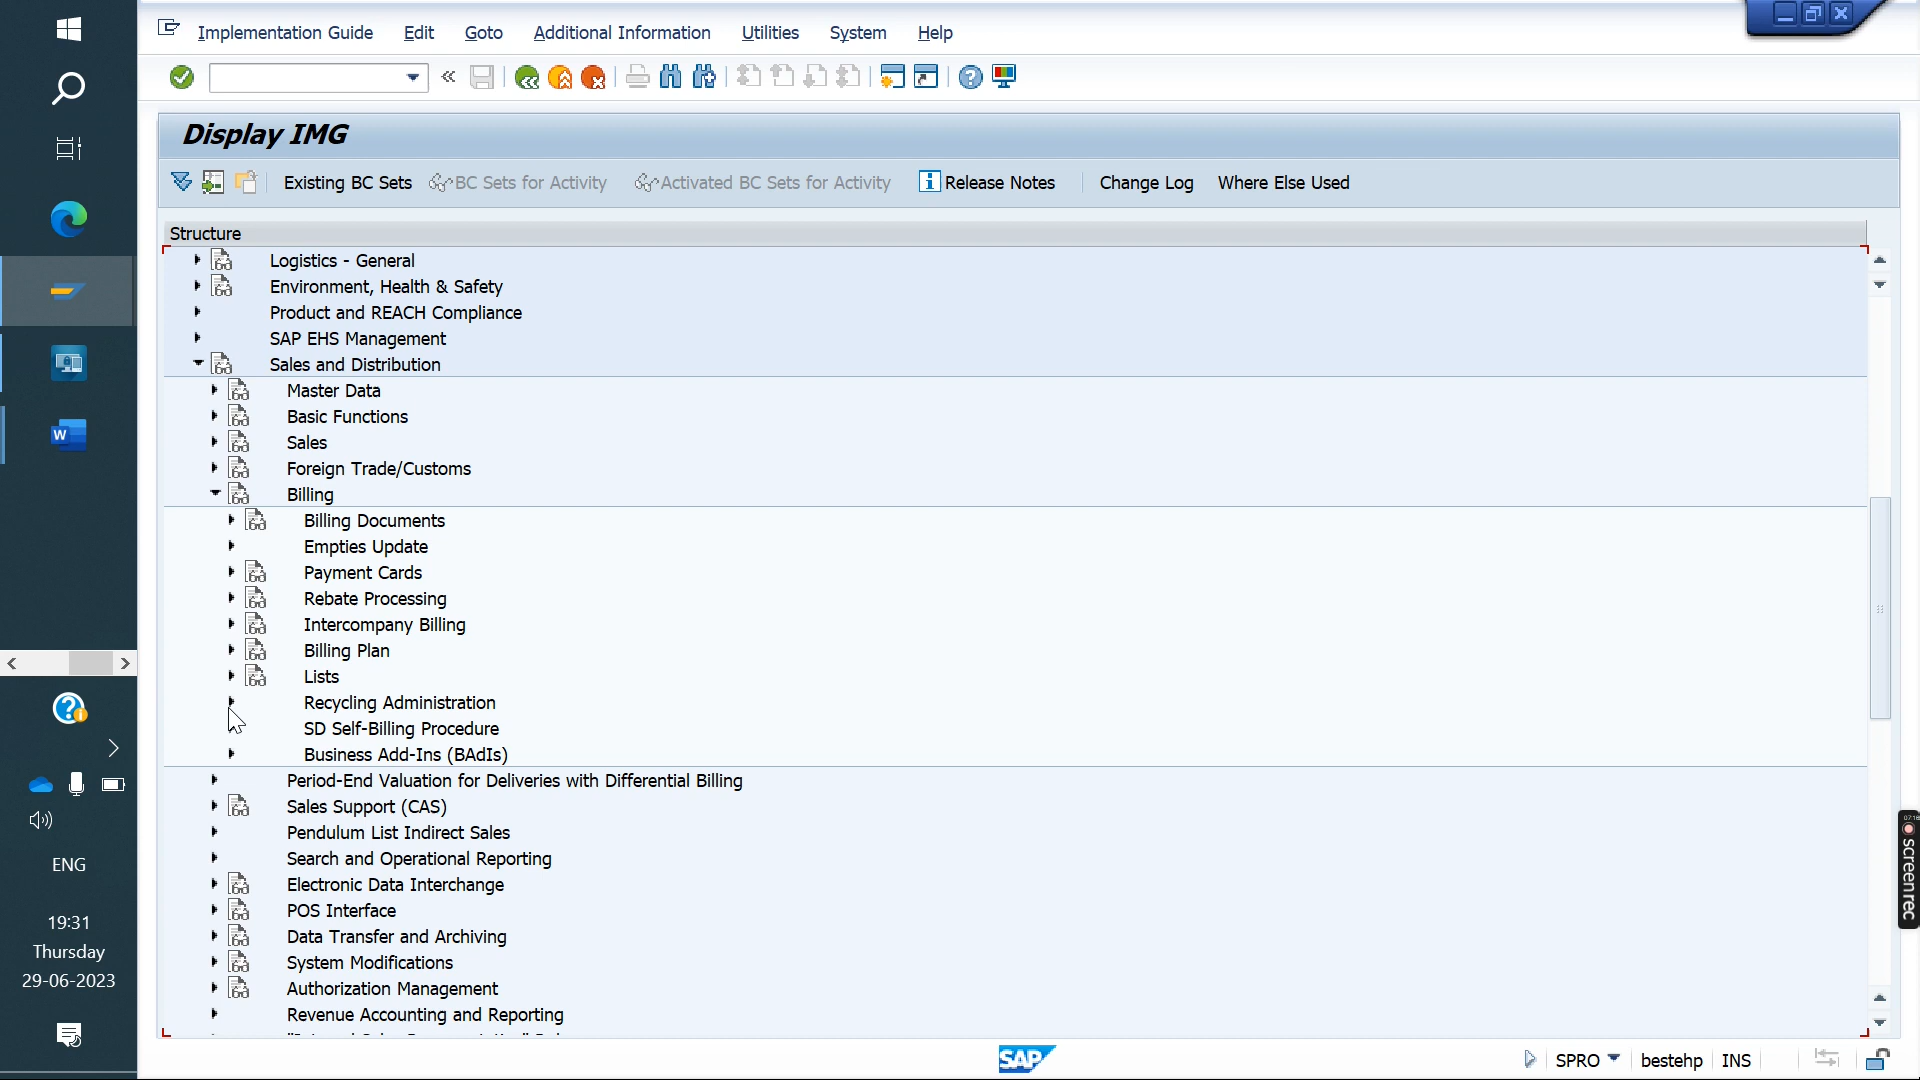 Implementation Guide Edit Goto Additional Information Utilities System Help
Display IMG
Existing BC Sets BC Sets for Activity Activated BC Sets for Activity Release Notes Change Log Where Else Used
Structure
Logistics - General
Environment, Health & Safety
Product and REACH Compliance
SAP EHS Management
Sales and Distribution
Master Data
Basic Functions
Sales
Foreign Trade/Customs
Billing
Billing Documents
Empties Update
Payment Cards
Rebate Processing
Intercompany Billing
Billing Plan
Lists
Recycling Administration
SD Self-Billing Procedure
Business Add-Ins (BAdIs)
Period-End Valuation for Deliveries with Differential Billing
Sales Support (CAS)
Pendulum List Indirect Sales
Search and Operational Reporting
Electronic Data Interchange
POS Interface
Data Transfer and Archiving
System Modifications
Authorization Management
Revenue Accounting and Reporting
SAP
SPRO bestehp INS
W
ENG
19:31
Thursday
29-06-2023
screenrec